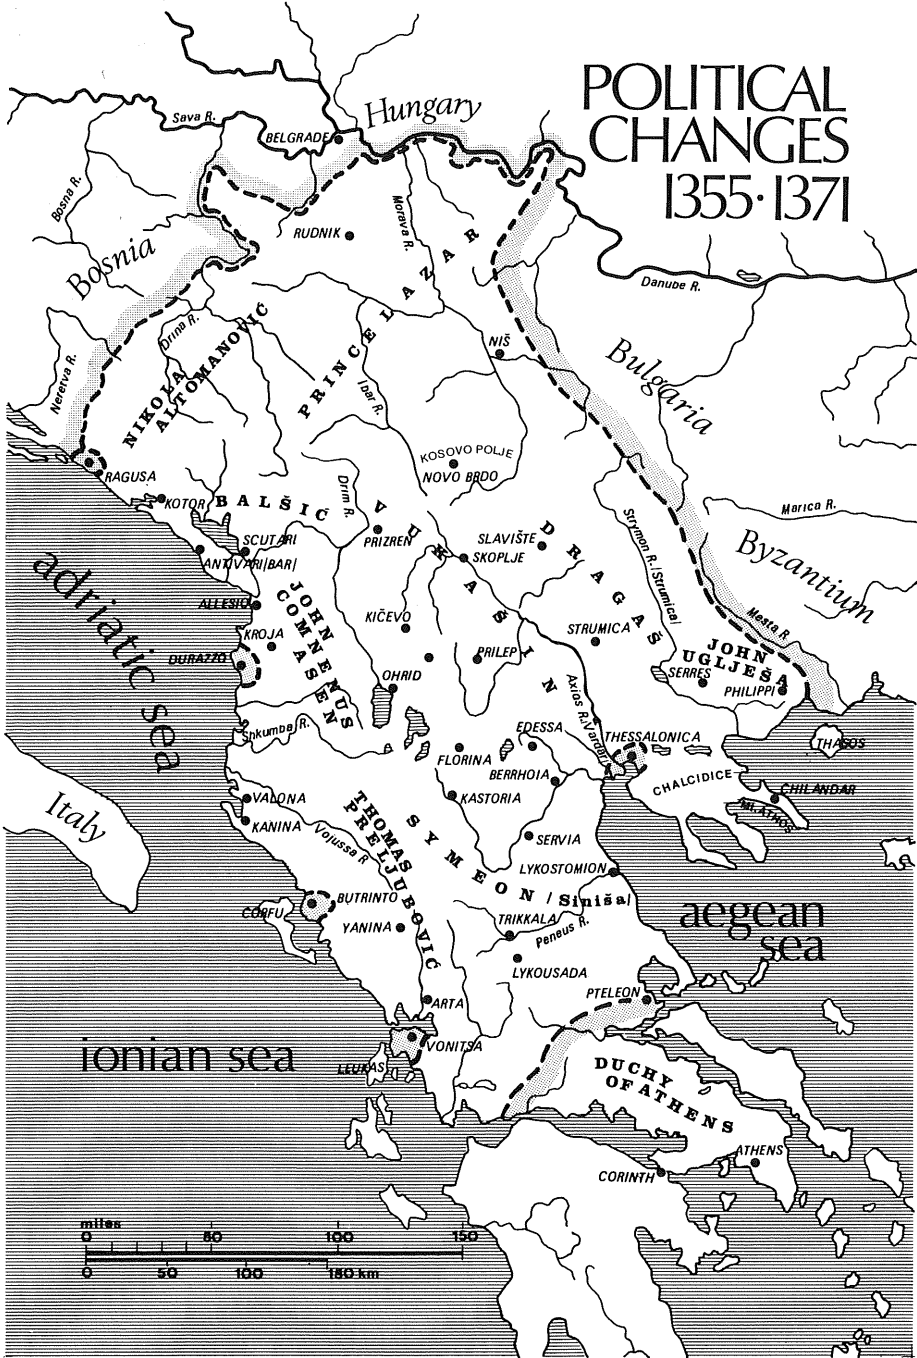 POLITICAL
CHANGES
1355·1371
Hungary
Sava R.
BELGRADE
Bosna R.
Morava R.
RUDNIK
Bosnia
Danube R.
PRINCE LAZAR
Drina R.
NIKOLA
ALTOMANOVIĆ
NIŠ
Bulgaria
Neretva R.
Ibar R.
KOSOVO POLJE
NOVO BRDO
RAGUSA
KOTOR
BALŠIĆ
Drim R.
VUKAŠIN
DRAGAŠ
Marica R.
Strymon R./Struma/
PRIZREN
SLAVIŠTE
SKOPLJE
SCUTARI
ANTIVARI/BAR/
Byzantium
adriatic sea
JOHN
COMNENUS
ASEN
ALLESIO
KROJA
DURAZZO
KIČEVO
STRUMICA
Mesta R.
JOHN
UGLJEŠA
PRILEP
OHRID
SERRES
PHILIPPI
Axios R./Vardar/
Shkumba R.
EDESSA
THESSALONICA
THASOS
FLORINA
BERRHOIA
CHALCIDICE
CHILANDAR
Mt. ATHOS
KASTORIA
VALONA
KANINA
Italy
Vojussa R.
THOMAS
PRELJUBOVIĆ
SYMEON /Siniša/
SERVIA
LYKOSTOMION
BUTRINTO
CORFU
YANINA
TRIKKALA
Peneus R.
aegean
sea
LYKOUSADA
PTELEON
ARTA
VONITSA
ionian sea
LEUKAS
DUCHY
OF ATHENS
ATHENS
CORINTH
miles
0 50 100 150
0 50 100 150 km